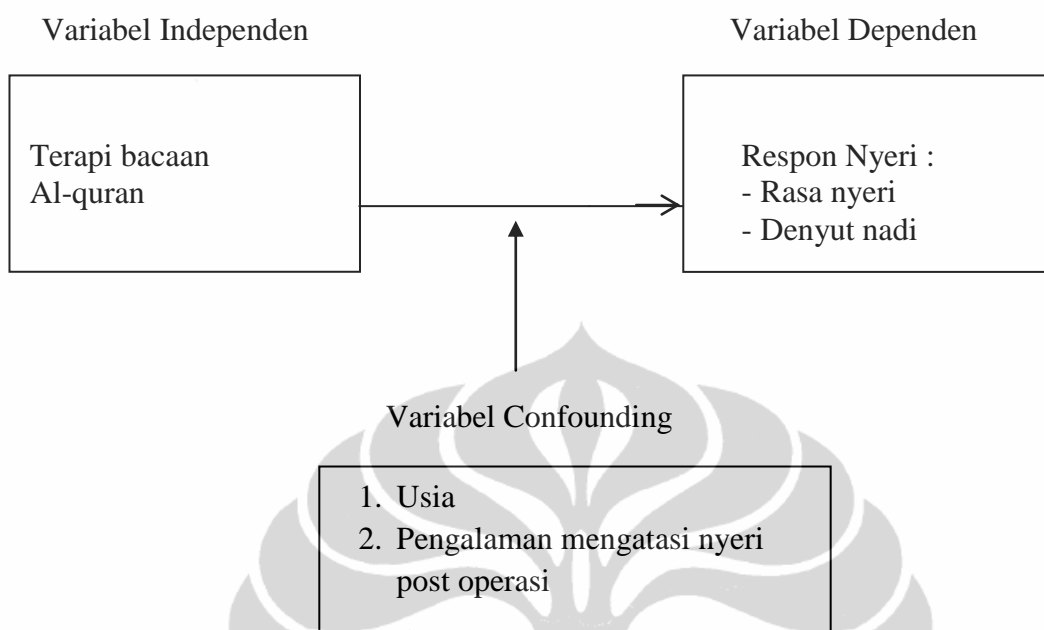 Variabel Independen
Variabel Dependen
Terapi bacaan
Al-quran
Respon Nyeri :
- Rasa nyeri
- Denyut nadi
Variabel Confounding
1. Usia
2. Pengalaman mengatasi nyeri
post operasi